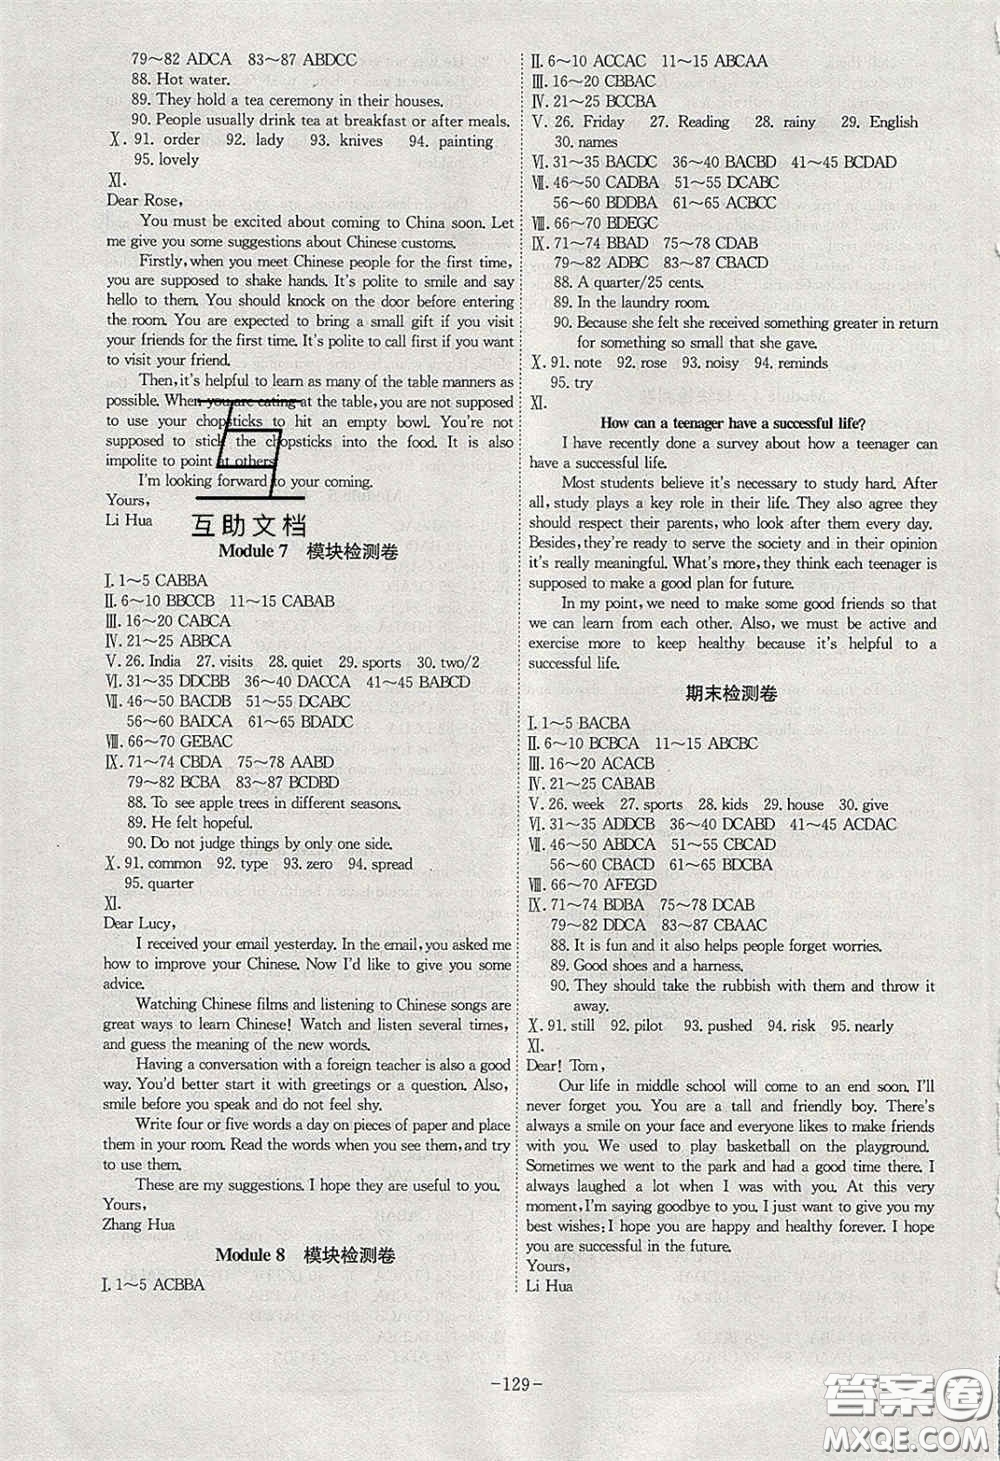 79～82 ADCA　83～87 ABDCC
88. Hot water.
89. They hold a tea ceremony in their houses.
90. People usually drink tea at breakfast or after meals.
Ⅹ. 91. order　92. lady　93. knives　94. painting
95. lovely
Ⅺ.
Dear Rose,
You must be excited about coming to China soon. Let
me give you some suggestions about Chinese customs.
Firstly, when you meet Chinese people for the first time,
you are supposed to shake hands. It's polite to smile and say
hello to them. You should knock on the door before entering
the room. You are expected to bring a small gift if you visit
your friends for the first time. It's polite to call first if you want
to visit your friend.
Then, it's helpful to learn as many of the table manners as
possible. When you are eating at the table, you are not supposed
to use your chopsticks to hit an empty bowl. You're not
supposed to stick the chopsticks into the food. It is also
impolite to point at others.
I'm looking forward to your coming.
Yours,
Li Hua
互助文档
Module 7　模块检测卷
Ⅰ. 1～5 CABBA
Ⅱ. 6～10 BBCCB　11～15 CABAB
Ⅲ. 16～20 CABCA
Ⅳ. 21～25 ABBCA
Ⅴ. 26. India　27. visits　28. quiet　29. sports　30. two/2
Ⅵ. 31～35 DDCBB　36～40 DACCA　41～45 BABCD
Ⅶ. 46～50 BACDB　51～55 DCABC
56～60 BADCA　61～65 BDADC
Ⅷ. 66～70 GEBAC
Ⅸ. 71～74 CBDA　75～78 AABD
79～82 BCBA　83～87 BCDBD
88. To see apple trees in different seasons.
89. He felt hopeful.
90. Do not judge things by only one side.
Ⅹ. 91. common　92. type　93. zero　94. spread
95. quarter
Ⅺ.
Dear Lucy,
I received your email yesterday. In the email, you asked me
how to improve your Chinese. Now I'd like to give you some
advice.
Watching Chinese films and listening to Chinese songs are
great ways to learn Chinese! Watch and listen several times,
and guess the meaning of the new words.
Having a conversation with a foreign teacher is also a good
way. You'd better start it with greetings or a question. Also,
smile before you speak and do not feel shy.
Write four or five words a day on pieces of paper and place
them in your room. Read the words when you see them, and try
to use them.
These are my suggestions. I hope they are useful to you.
Yours,
Zhang Hua
Module 8　模块检测卷
Ⅰ. 1～5 ACBBA
Ⅱ. 6～10 ACCAC　11～15 ABCAA
Ⅲ. 16～20 CBBAC
Ⅳ. 21～25 BCCBA
Ⅴ. 26. Friday　27. Reading　28. rainy　29. English
30. names
Ⅵ. 31～35 BACDC　36～40 BACBD　41～45 BCDAD
Ⅶ. 46～50 CADBA　51～55 DCABC
56～60 BDDBA　61～65 ACBCC
Ⅷ. 66～70 BDEGC
Ⅸ. 71～74 BBAD　75～78 CDAB
79～82 ADBC　83～87 CBACD
88. A quarter/25 cents.
89. In the laundry room.
90. Because she felt she received something greater in return
for something so small that she gave.
Ⅹ. 91. note　92. rose　93. noisy　94. reminds
95. try
Ⅺ.
How can a teenager have a successful life?
I have recently done a survey about how a teenager can
have a successful life.
Most students believe it's necessary to study hard. After
all, study plays a key role in their life. They also agree they
should respect their parents, who look after them every day.
Besides, they're ready to serve the society and in their opinion
it's really meaningful. What's more, they think each teenager is
supposed to make a good plan for future.
In my point, we need to make some good friends so that
we can learn from each other. Also, we must be active and
exercise more to keep healthy because it's helpful to a
successful life.
期末检测卷
Ⅰ. 1～5 BACBA
Ⅱ. 6～10 BCBCA　11～15 ABCBC
Ⅲ. 16～20 ACACB
Ⅳ. 21～25 CABAB
Ⅴ. 26. week　27. sports　28. kids　29. house　30. give
Ⅵ. 31～35 ADDCB　36～40 DCABD　41～45 ACDAC
Ⅶ. 46～50 ABDCA　51～55 CBCAD
56～60 CBACD　61～65 BDCBA
Ⅷ. 66～70 AFEGD
Ⅸ. 71～74 BDBA　75～78 DCAB
79～82 DDCA　83～87 CBAAC
88. It is fun and it also helps people forget worries.
89. Good shoes and a harness.
90. They should take the rubbish with them and throw it
away.
Ⅹ. 91. still　92. pilot　93. pushed　94. risk　95. nearly
Ⅺ.
Dear! Tom,
Our life in middle school will come to an end soon. I'll
never forget you. You are a tall and friendly boy. There's
always a smile on your face and everyone likes to make friends
with you. We used to play basketball on the playground.
Sometimes we went to the park and had a good time there. I
always laughed a lot when I was with you. At this very
moment, I'm saying goodbye to you. I just want to give you my
best wishes: I hope you are happy and healthy forever. I hope
you are successful in the future.
Yours,
Li Hua
-129-
答案卷
MXQE.COM